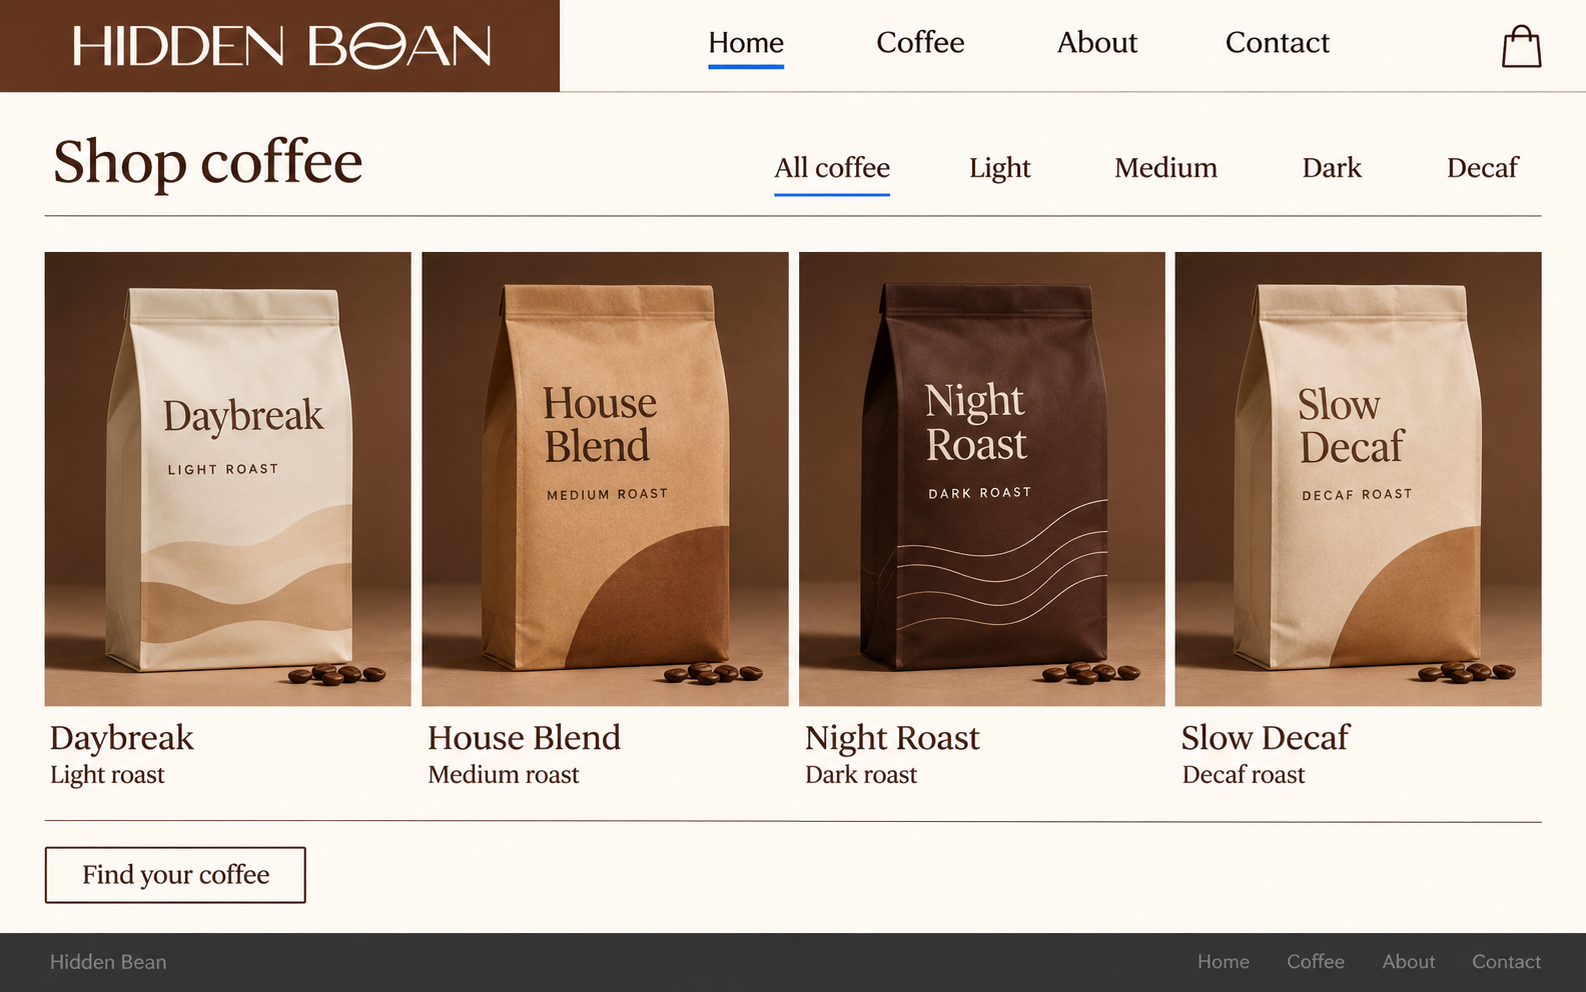 HIDDEN BEAN
Home Coffee About Contact
Shop coffee
All coffee Light Medium Dark Decaf
Daybreak
LIGHT ROAST
House
Blend
MEDIUM ROAST
Night
Roast
DARK ROAST
Slow
Decaf
DECAF ROAST
Daybreak
Light roast
House Blend
Medium roast
Night Roast
Dark roast
Slow Decaf
Decaf roast
Find your coffee
Hidden Bean
Home Coffee About Contact